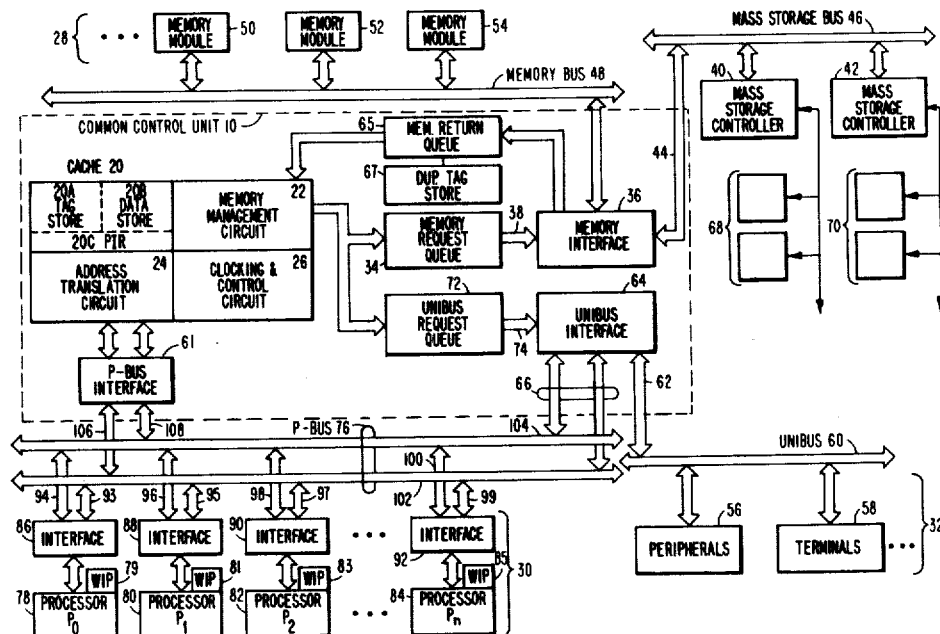 28
• • •
MEMORY MODULE
50
MEMORY MODULE
52
MEMORY MODULE
54
MASS STORAGE BUS 46
MEMORY BUS 48
40
MASS STORAGE CONTROLLER
42
MASS STORAGE CONTROLLER
COMMON CONTROL UNIT 10
65
MEM. RETURN QUEUE
44
CACHE 20
67
DUP TAG STORE
20A TAG STORE
20B DATA STORE
20C PIR
22
MEMORY MANAGEMENT CIRCUIT
34
MEMORY REQUEST QUEUE
38
36
MEMORY INTERFACE
68
70
24
ADDRESS TRANSLATION CIRCUIT
26
CLOCKING & CONTROL CIRCUIT
72
UNIBUS REQUEST QUEUE
74
64
UNIBUS INTERFACE
61
P-BUS INTERFACE
66
62
106
108
P-BUS 76
104
100
102
UNIBUS 60
94
93
96
95
98
97
99
86
INTERFACE
88
INTERFACE
90
INTERFACE
• • •
92
INTERFACE
30
56
PERIPHERALS
58
TERMINALS
• • •
32
WIP
79
WIP
81
WIP
83
WIP
85
78
PROCESSOR P0
80
PROCESSOR P1
82
PROCESSOR P2
• • •
84
PROCESSOR Pn